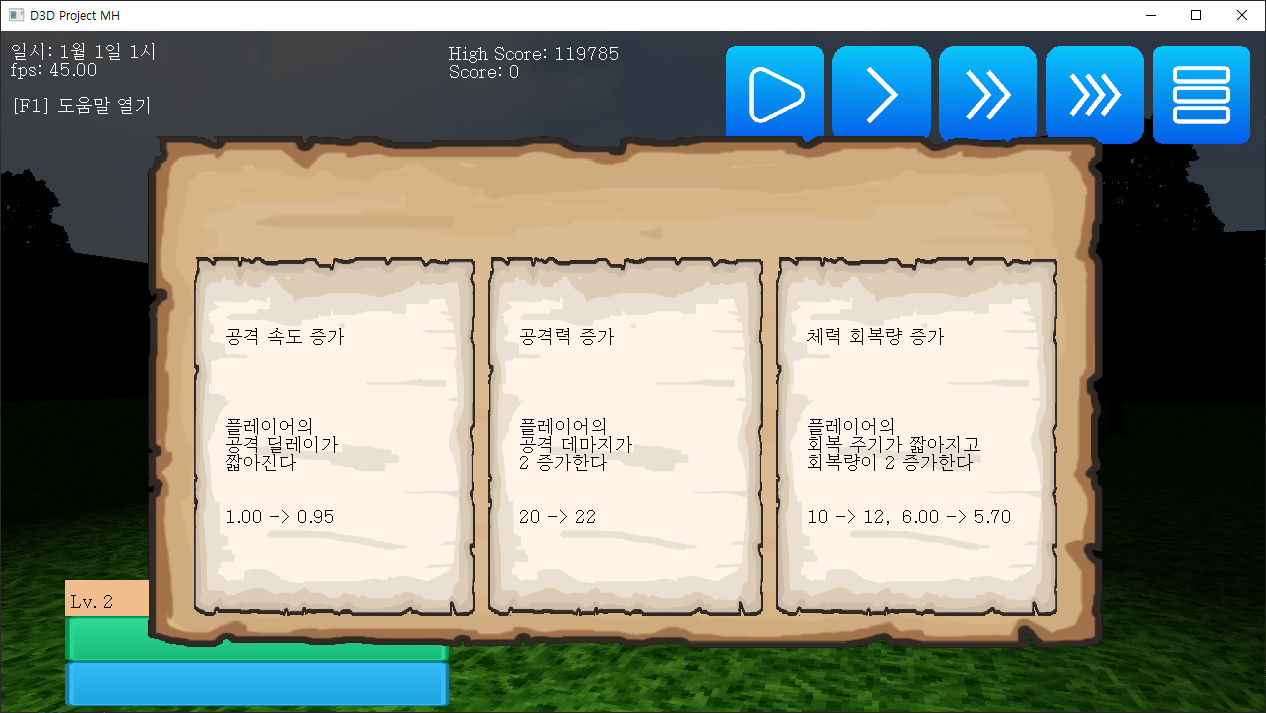 D3D Project MH
일시: 1월 1일 1시
fps: 45.00
[F1] 도움말 열기
High Score: 119785
Score: 0
공격 속도 증가
플레이어의
공격 딜레이가
짧아진다
1.00 -> 0.95
공격력 증가
플레이어의
공격 데마지가
2 증가한다
20 -> 22
체력 회복량 증가
플레이어의
회복 주기가 짧아지고
회복량이 2 증가한다
10 -> 12, 6.00 -> 5.70
Lv.2